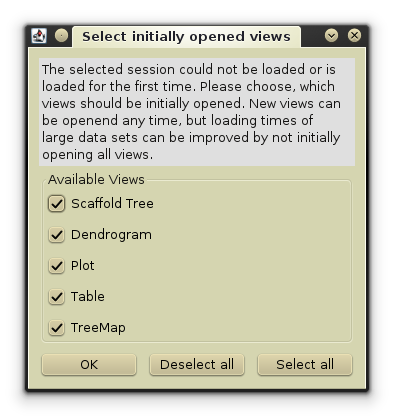 Select initially opened views
The selected session could not be loaded or is
loaded for the first time. Please choose, which
views should be initially opened. New views can
be openend any time, but loading times of
large data sets can be improved by not initially
opening all views.
Available Views
Scaffold Tree
Dendrogram
Plot
Table
TreeMap
OK
Deselect all
Select all